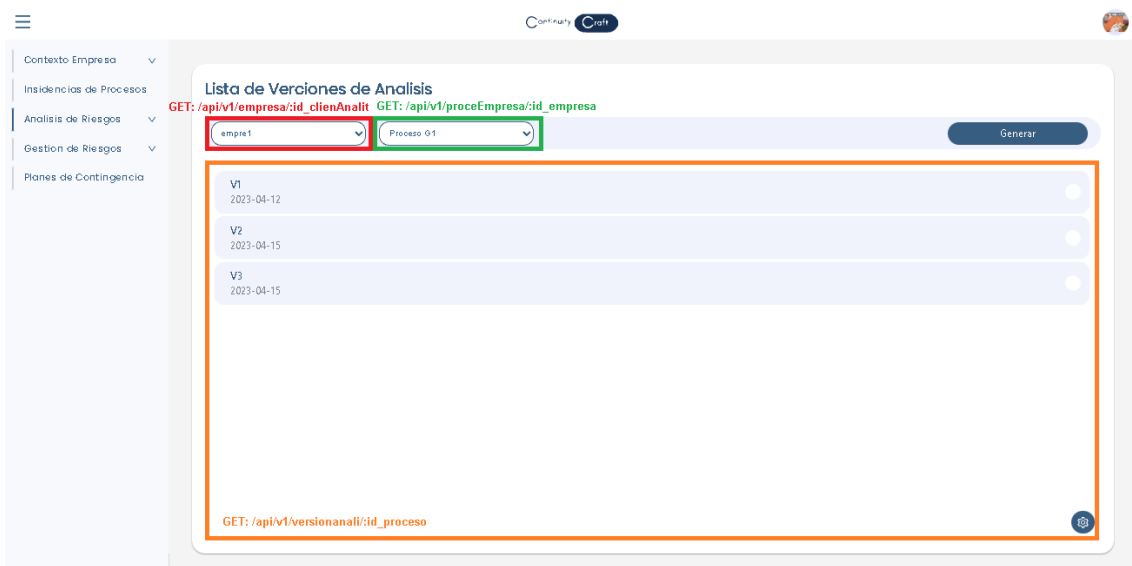 Continuity Craft
Contexto Empresa
Insidencias de Procesos
Analisis de Riesgos
Gestion de Riesgos
Planes de Contingencia
Lista de Verciones de Analisis
GET: /api/v1/empresa/:id_clienAnalit GET: /api/v1/proceEmpresa/:id_empresa
empre1 Proceso G1 Generar
V1
2023-04-12
V2
2023-04-15
V3
2023-04-15
GET: /api/v1/versionanali/:id_proceso